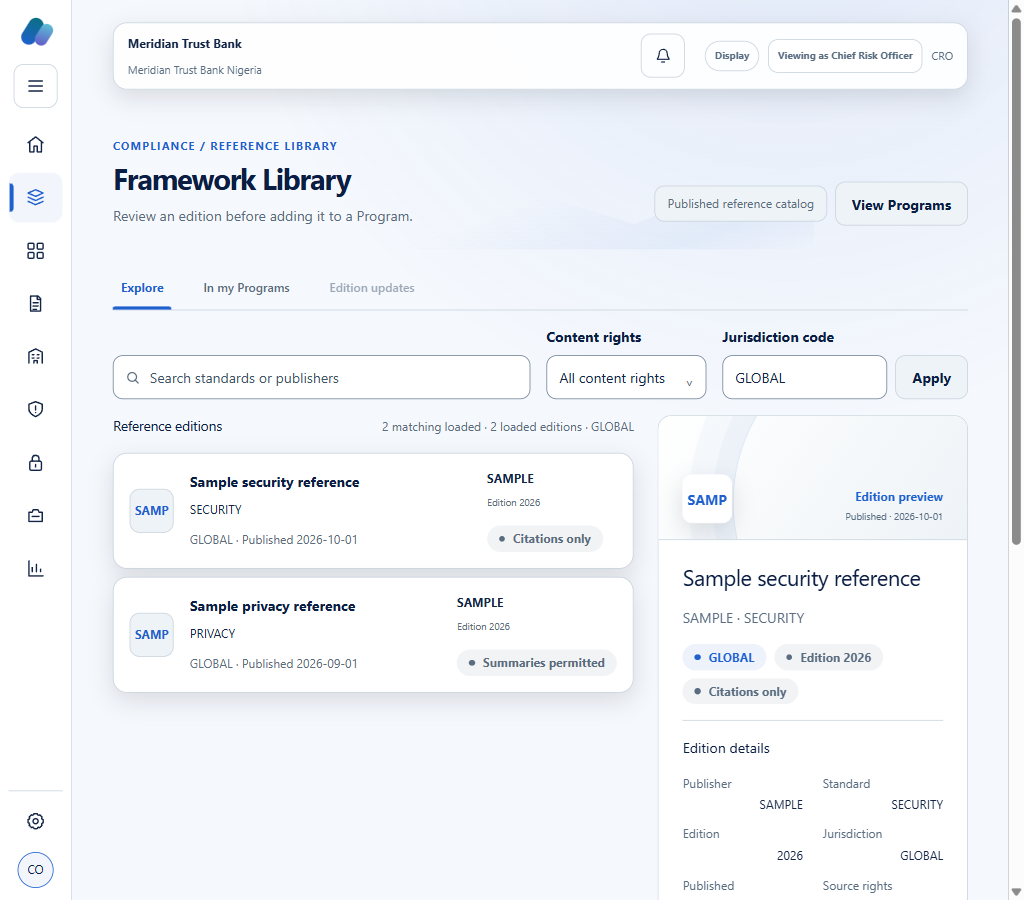 Meridian Trust Bank
Meridian Trust Bank Nigeria
Display
Viewing as Chief Risk Officer
CRO
COMPLIANCE / REFERENCE LIBRARY
Framework Library
Review an edition before adding it to a Program.
Published reference catalog
View Programs
Explore
In my Programs
Edition updates
Content rights
Jurisdiction code
Search standards or publishers
All content rights
GLOBAL
Apply
Reference editions
2 matching loaded · 2 loaded editions · GLOBAL
SAMP
Sample security reference
SECURITY
GLOBAL · Published 2026-10-01
SAMPLE
Edition 2026
Citations only
SAMP
Sample privacy reference
PRIVACY
GLOBAL · Published 2026-09-01
SAMPLE
Edition 2026
Summaries permitted
SAMP
Edition preview
Published · 2026-10-01
Sample security reference
SAMPLE · SECURITY
GLOBAL
Edition 2026
Citations only
Edition details
Publisher
SAMPLE
Standard
SECURITY
Edition
2026
Jurisdiction
GLOBAL
Published
Source rights
CO